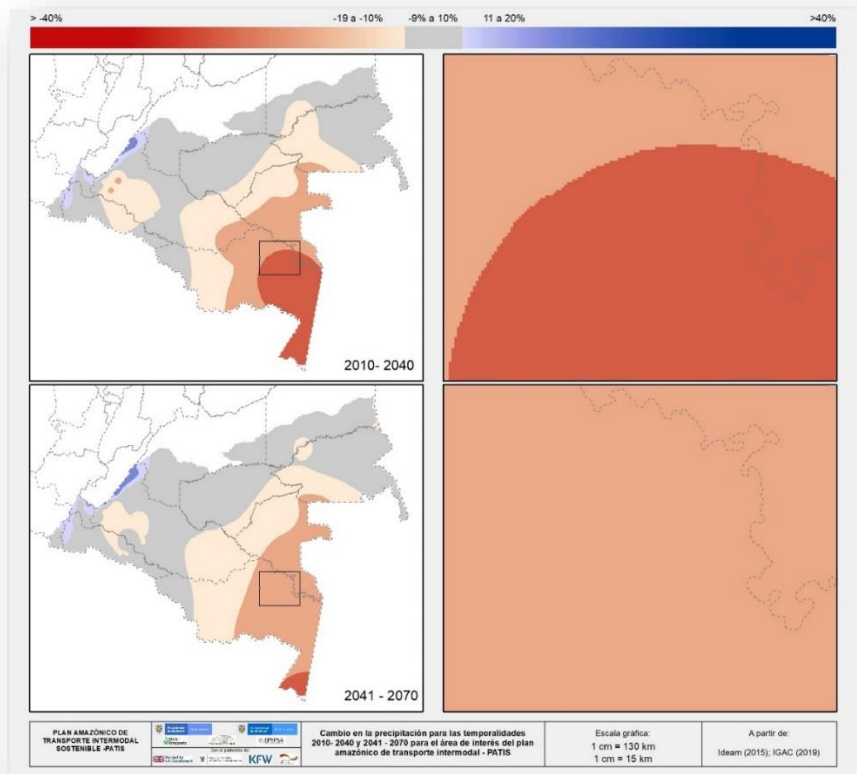 > -40% -19 a -10% -9% a 10% 11 a 20% >40%
2010- 2040
2041 - 2070
PLAN AMAZÓNICO DE
TRANSPORTE INTERMODAL
SOSTENIBLE -PATIS
KFW
Cambio en la precipitación para las temporalidades
2010- 2040 y 2041 - 2070 para el área de interés del plan
amazónico de transporte intermodal - PATIS
Escala gráfica:
1 cm = 130 km
1 cm = 15 km
A partir de:
Ideam (2015); IGAC (2019)